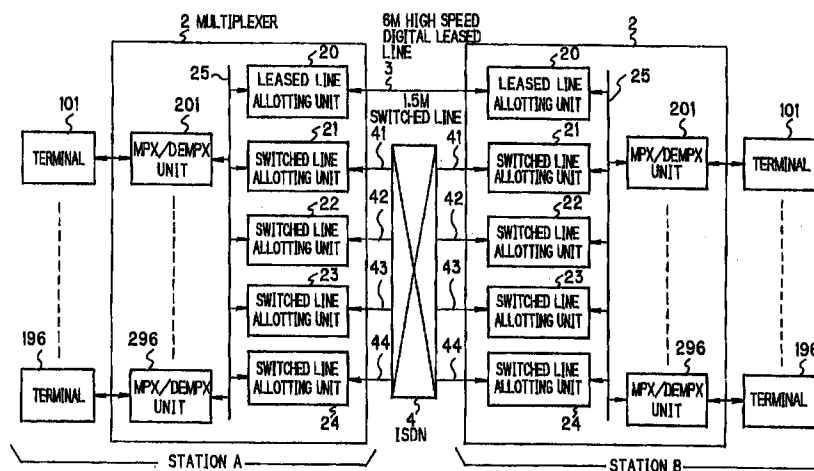 2 MULTIPLEXER
6M HIGH SPEED
DIGITAL LEASED
LINE
3
2
25
20
LEASED LINE
ALLOTTING UNIT
20
LEASED LINE
ALLOTTING UNIT
25
1.5M
SWITCHED LINE
101
TERMINAL
201
MPX/DEMPX
UNIT
21
SWITCHED LINE
ALLOTTING UNIT
41
41
21
SWITCHED LINE
ALLOTTING UNIT
201
MPX/DEMPX
UNIT
101
TERMINAL
22
SWITCHED LINE
ALLOTTING UNIT
42
42
22
SWITCHED LINE
ALLOTTING UNIT
23
SWITCHED LINE
ALLOTTING UNIT
43
43
23
SWITCHED LINE
ALLOTTING UNIT
196
TERMINAL
296
MPX/DEMPX
UNIT
SWITCHED LINE
ALLOTTING UNIT
24
44
44
SWITCHED LINE
ALLOTTING UNIT
24
296
MPX/DEMPX
UNIT
196
TERMINAL
4
ISDN
STATION A
STATION B